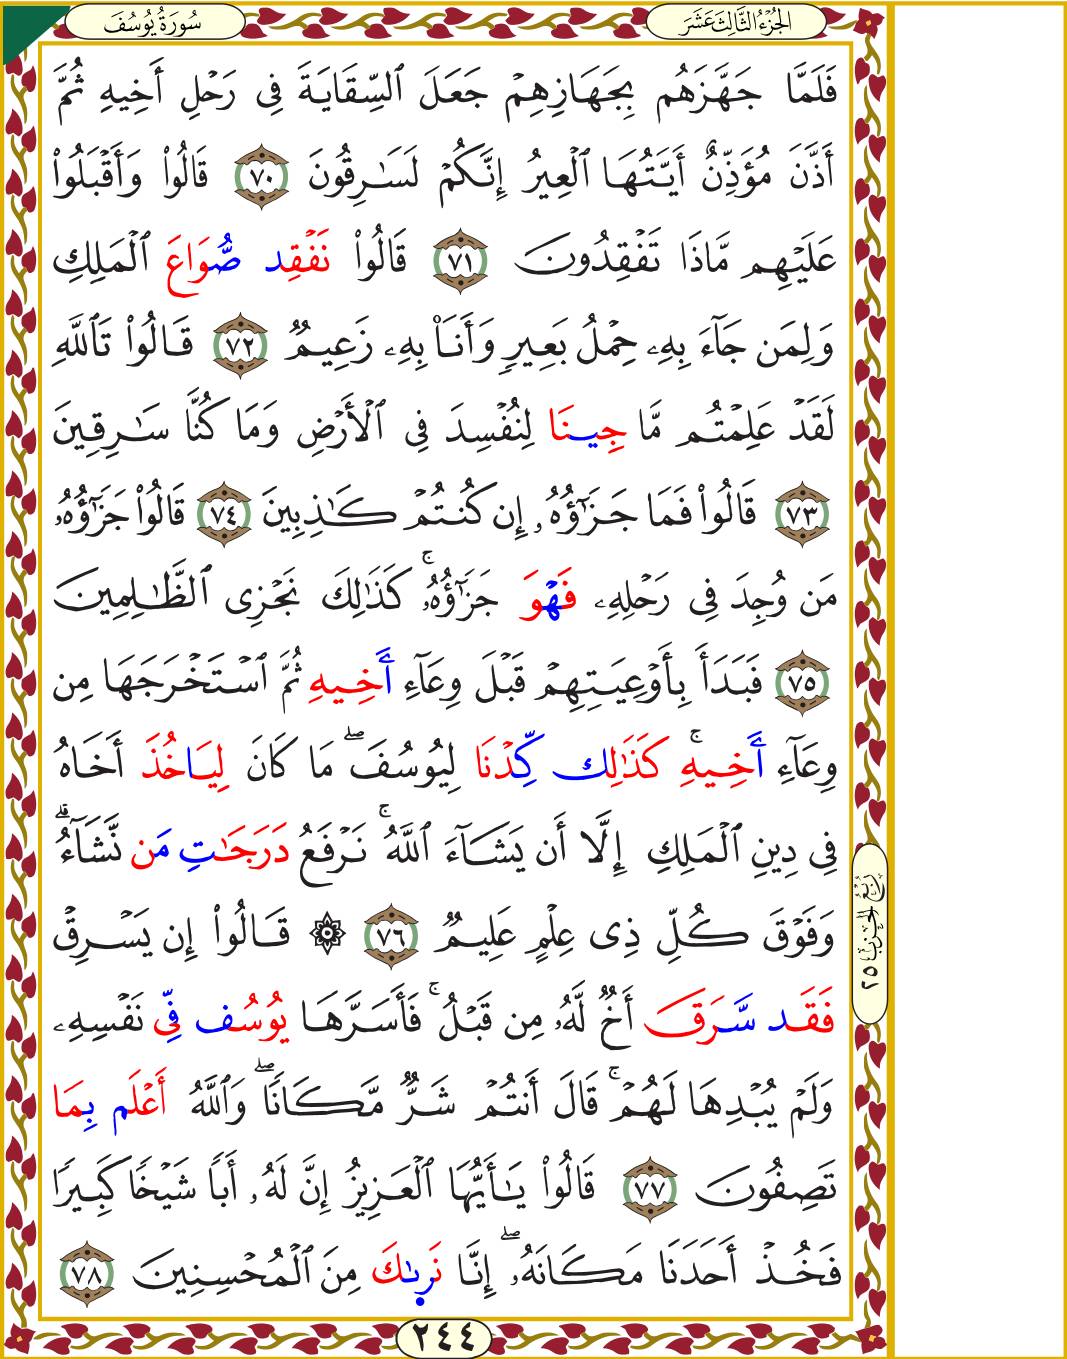 سُورَةُ يُوسُفَ
الجُزْءُ الثَّالِثَ عَشَرَ
فَلَمَّا جَهَّزَهُم بِجَهَازِهِمْ جَعَلَ ٱلسِّقَايَةَ فِى رَحْلِ أَخِيهِ ثُمَّ
أَذَّنَ مُؤَذِّنٌ أَيَّتُهَا ٱلْعِيرُ إِنَّكُمْ لَسَٰرِقُونَ ٧٠ قَالُوا۟ وَأَقْبَلُوا۟
عَلَيْهِم مَّاذَا تَفْقِدُونَ ٧١ قَالُوا۟ نَفْقِد صُّوَاعَ ٱلْمَلِكِ
وَلِمَن جَآءَ بِهِۦ حِمْلُ بَعِيرٍ وَأَنَا۠ بِهِۦ زَعِيمٌ ٧٢ قَالُوا۟ تَٱللَّهِ
لَقَدْ عَلِمْتُم مَّا جِينَا لِنُفْسِدَ فِى ٱلْأَرْضِ وَمَا كُنَّا سَٰرِقِينَ
٧٣ قَالُوا۟ فَمَا جَزَٰٓؤُهُۥٓ إِن كُنتُمْ كَٰذِبِينَ ٧٤ قَالُوا۟ جَزَٰٓؤُهُۥ
مَن وُجِدَ فِى رَحْلِهِۦ فَهْوَ جَزَٰٓؤُهُۥ ۚ كَذَٰلِكَ نَجْزِى ٱلظَّٰلِمِينَ
٧٥ فَبَدَأَ بِأَوْعِيَتِهِمْ قَبْلَ وِعَآءِ أَخِيهِ ثُمَّ ٱسْتَخْرَجَهَا مِن
وِعَآءِ أَخِيهِ ۚ كَذَٰلِك كِّدْنَا لِيُوسُفَ ۖ مَا كَانَ لِيَاخُذَ أَخَاهُ
فِى دِينِ ٱلْمَلِكِ إِلَّآ أَن يَشَآءَ ٱللَّهُ ۚ نَرْفَعُ دَرَجَٰتِ مَن نَّشَآءُ ۗ
وَفَوْقَ كُلِّ ذِى عِلْمٍ عَلِيمٌ ٧٦ ۞ قَالُوٓا۟ إِن يَسْرِقْ
فَقَد سَّرَقَ أَخٌ لَّهُۥ مِن قَبْلُ ۚ فَأَسَرَّهَا يُوسُف فِّى نَفْسِهِۦ
وَلَمْ يُبْدِهَا لَهُمْ ۚ قَالَ أَنتُمْ شَرٌّ مَّكَانًا ۖ وَٱللَّهُ أَعْلَم بِمَا
تَصِفُونَ ٧٧ قَالُوا۟ يَٰٓأَيُّهَا ٱلْعَزِيزُ إِنَّ لَهُۥٓ أَبًا شَيْخًا كَبِيرًا
فَخُذْ أَحَدَنَا مَكَانَهُۥٓ ۖ إِنَّا نَرَىٰكَ مِنَ ٱلْمُحْسِنِينَ ٧٨
رُبْعُ الحِزْبِ ٢٥
٢٤٤